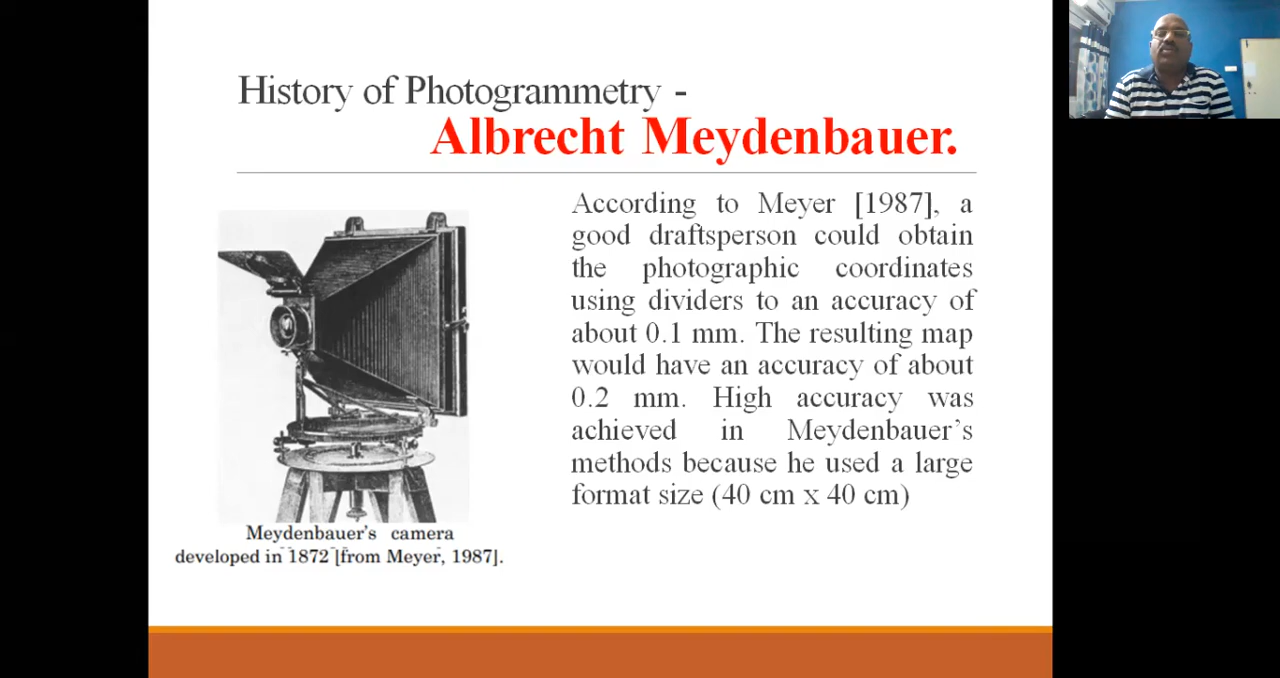 History of Photogrammetry -
Albrecht Meydenbauer.
According to Meyer [1987], a
good draftsperson could obtain
the photographic coordinates
using dividers to an accuracy of
about 0.1 mm. The resulting map
would have an accuracy of about
0.2 mm. High accuracy was
achieved in Meydenbauer’s
methods because he used a large
format size (40 cm x 40 cm)
Meydenbauer's camera
developed in 1872 [from Meyer, 1987].